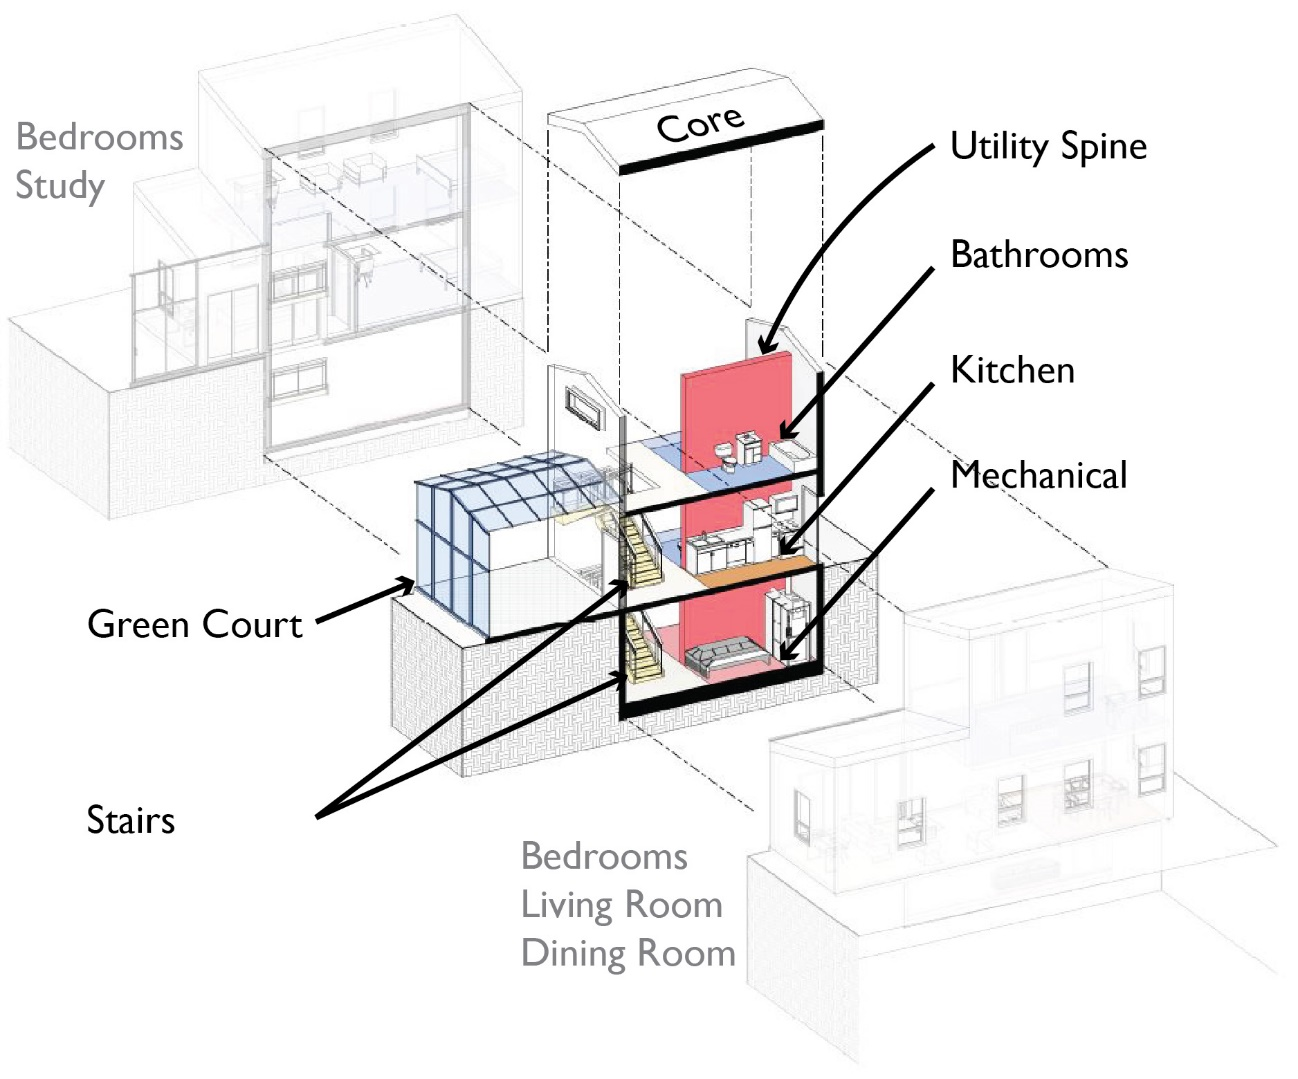 Core
Bedrooms
Study
Utility Spine
Bathrooms
Kitchen
Mechanical
Green Court
Stairs
Bedrooms
Living Room
Dining Room